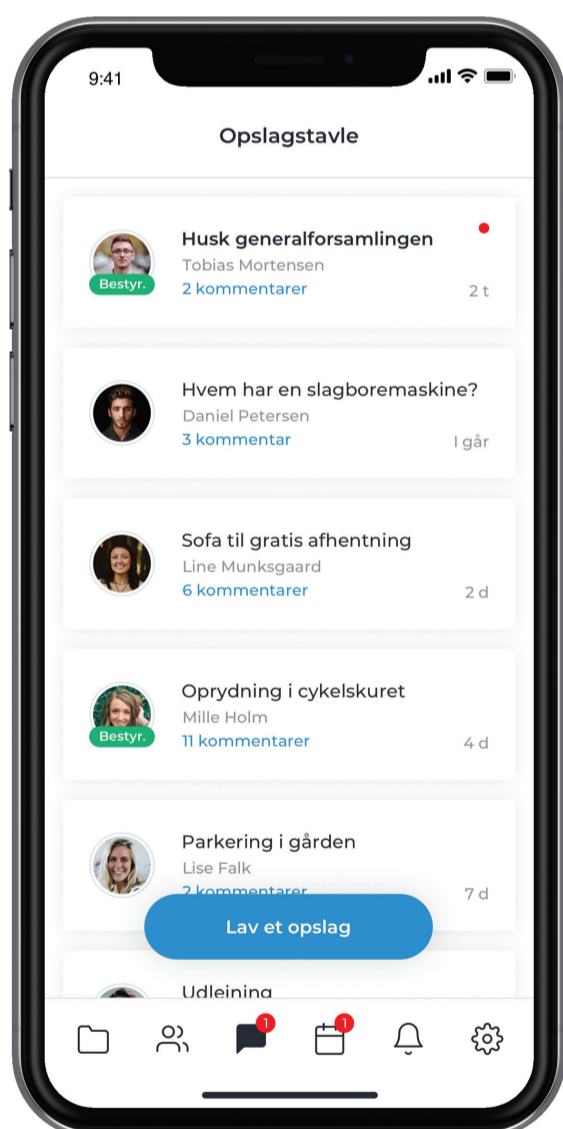 9:41
Opslagstavle
Husk generalforsamlingen
Tobias Mortensen
Bestyr.
2 kommentarer
2 t
Hvem har en slagboremaskine?
Daniel Petersen
3 kommentar
I går
Sofa til gratis afhentning
Line Munksgaard
6 kommentarer
2 d
Oprydning i cykelskuret
Mille Holm
Bestyr.
11 kommentarer
4 d
Parkering i gården
Lise Falk
2 kommentarer
7 d
Lav et opslag
Udlejning
1
1